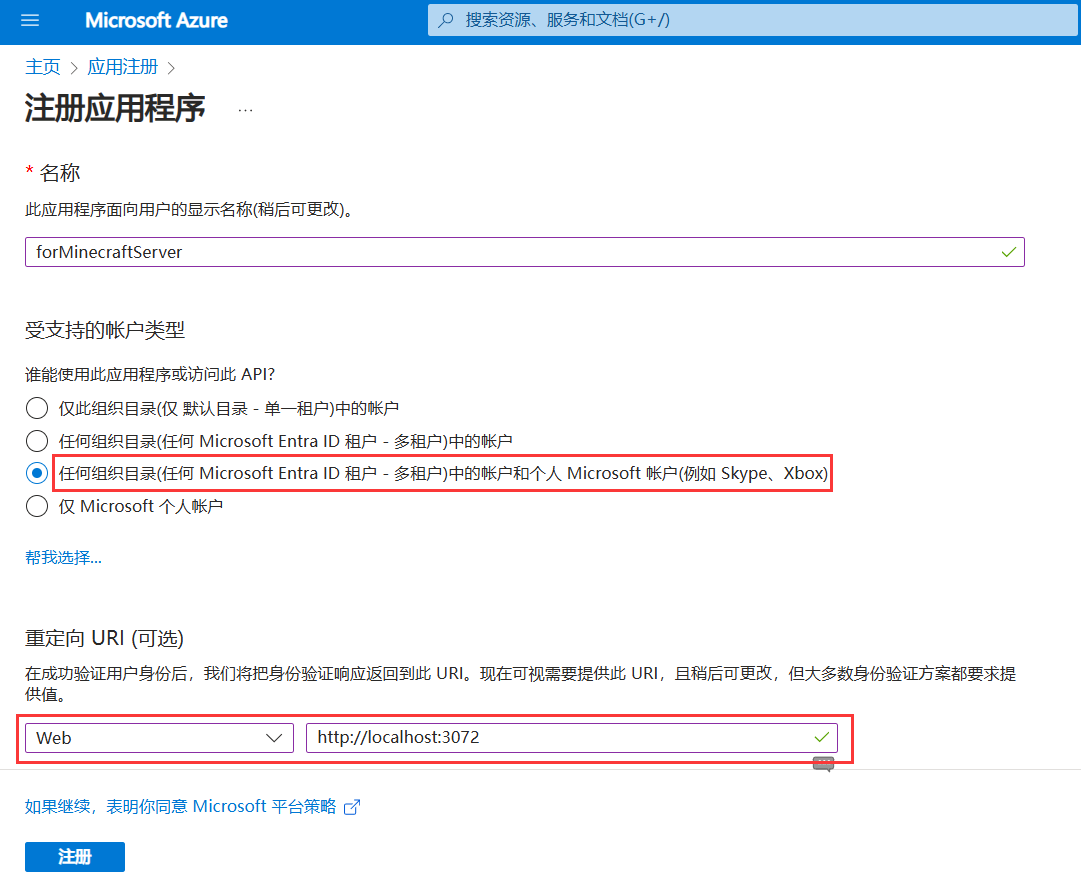 Microsoft Azure
搜索资源、服务和文档(G+/)
主页 > 应用注册 >
注册应用程序 ...
* 名称
此应用程序面向用户的显示名称(稍后可更改)。
forMinecraftServer
受支持的帐户类型
谁能使用此应用程序或访问此 API?
仅此组织目录(仅 默认目录 - 单一租户)中的帐户
任何组织目录(任何 Microsoft Entra ID 租户 - 多租户)中的帐户
任何组织目录(任何 Microsoft Entra ID 租户 - 多租户)中的帐户和个人 Microsoft 帐户(例如 Skype、Xbox)
仅 Microsoft 个人帐户
帮我选择...
重定向 URI (可选)
在成功验证用户身份后，我们将把身份验证响应返回到此 URI。现在可视需要提供此 URI，且稍后可更改，但大多数身份验证方案都要求提
供值。
Web
http://localhost:3072
如果继续，表明你同意 Microsoft 平台策略
注册